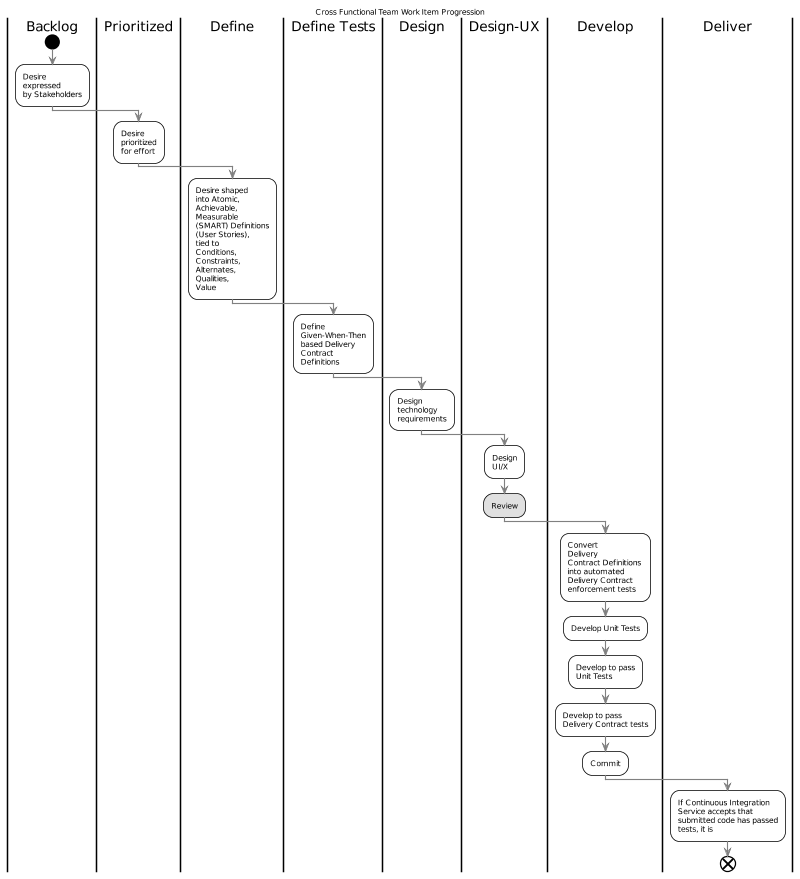 Cross Functional Team Work Item Progression
Backlog
Prioritized
Define
Define Tests
Design
Design-UX
Develop
Deliver
Desire
expressed
by Stakeholders
Desire
prioritized
for effort
Desire shaped
into Atomic,
Achievable,
Measurable
(SMART) Definitions
(User Stories),
tied to
Conditions,
Constraints,
Alternates,
Qualities,
Value
Define
Given-When-Then
based Delivery
Contract
Definitions
Design
technology
requirements
Design
UI/X
Review
Convert
Delivery
Contract Definitions
into automated
Delivery Contract
enforcement tests
Develop Unit Tests
Develop to pass
Unit Tests
Develop to pass
Delivery Contract tests
Commit
If Continuous Integration
Service accepts that
submitted code has passed
tests, it is